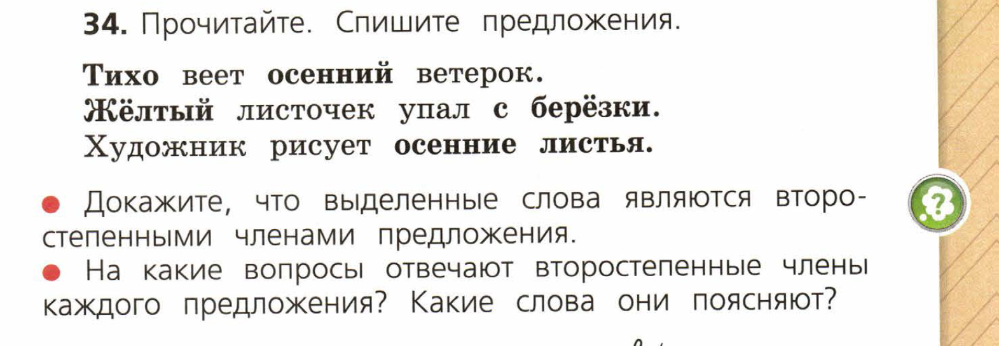 34. Прочитайте. Спишите предложения.
Тихо веет осенний ветерок.
Жёлтый листочек упал с берёзки.
Художник рисует осенние листья.
● Докажите, что выделенные слова являются второ-
степенными членами предложения.
● На какие вопросы отвечают второстепенные члены
каждого предложения? Какие слова они поясняют?
?